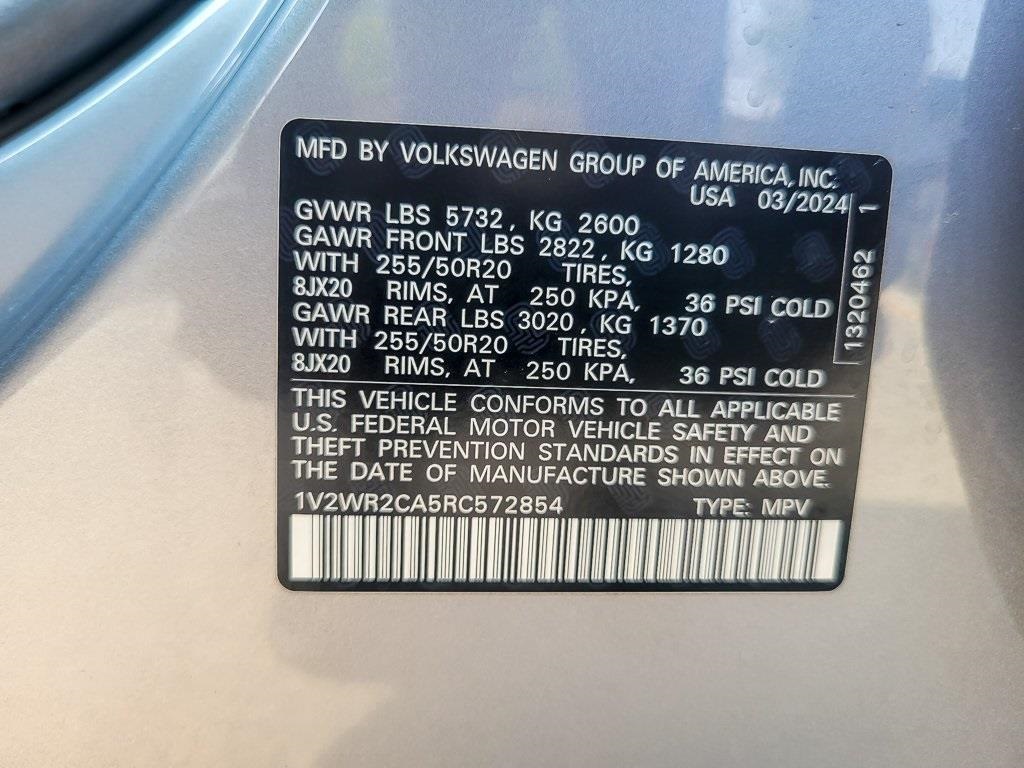 MFD BY VOLKSWAGEN GROUP OF AMERICA, INC.
USA 03/2024
GVWR LBS 5732, KG 2600
GAWR FRONT LBS 2822, KG 1280
WITH 255/50R20 TIRES,
8JX20 RIMS, AT 250 KPA, 36 PSI COLD
GAWR REAR LBS 3020, KG 1370
WITH 255/50R20 TIRES,
8JX20 RIMS, AT 250 KPA, 36 PSI COLD
1320462 1
THIS VEHICLE CONFORMS TO ALL APPLICABLE
U.S. FEDERAL MOTOR VEHICLE SAFETY AND
THEFT PREVENTION STANDARDS IN EFFECT ON
THE DATE OF MANUFACTURE SHOWN ABOVE.
1V2WR2CA5RC572854 TYPE: MPV